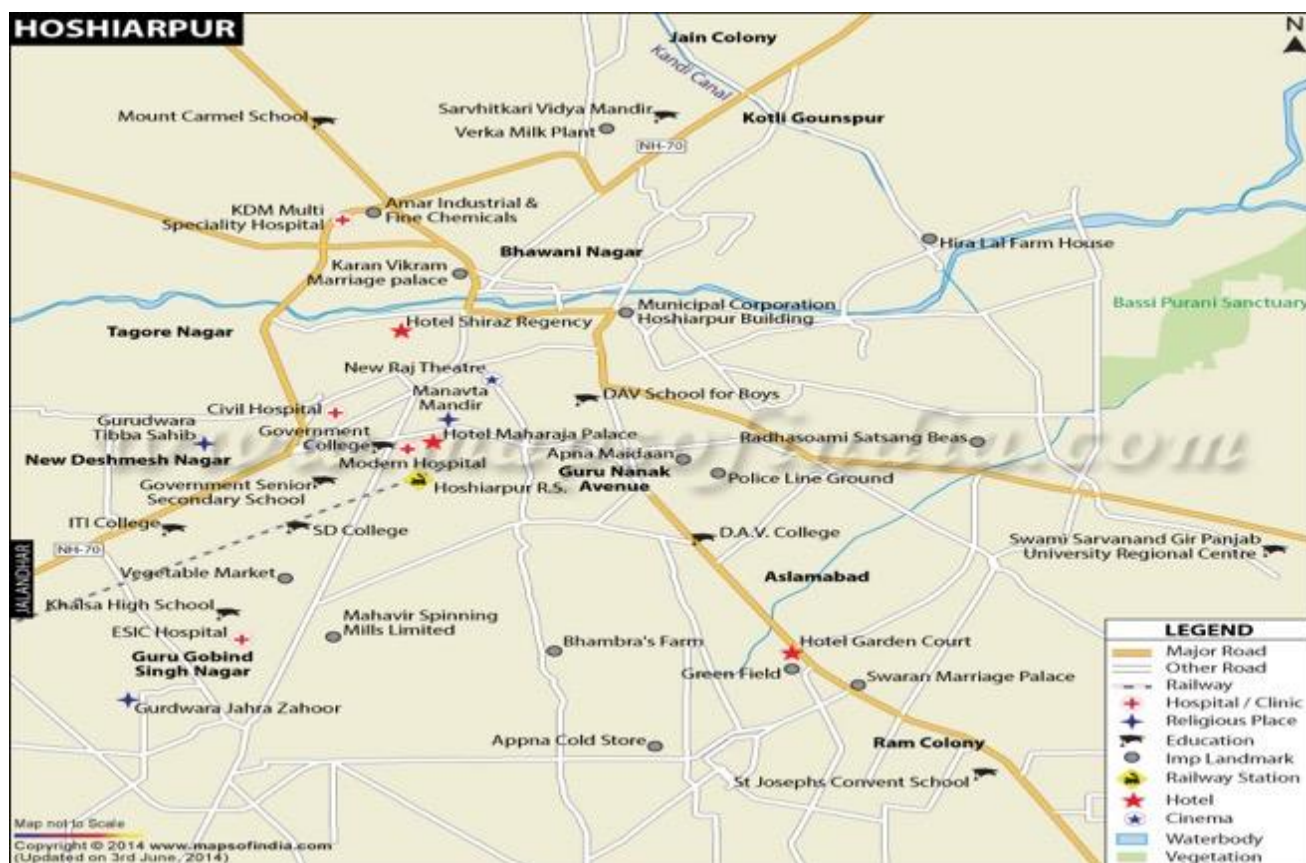 HOSHIARPUR
N
Jain Colony
Kandi Canal
Mount Carmel School
Sarvhitkari Vidya Mandir
Verka Milk Plant
Kotli Gounspur
NH-70
KDM Multi
Speciality Hospital
Amar Industrial &
Fine Chemicals
Bhawani Nagar
Hira Lal Farm House
Karan Vikram
Marriage palace
Municipal Corporation
Hoshiarpur Building
Bassi Purani Sanctuary
Tagore Nagar
Hotel Shiraz Regency
New Raj Theatre
Manavta
Mandir
DAV School for Boys
Civil Hospital
Gurudwara
Tibba Sahib
Government
College
Hotel Maharaja Palace
Radhasoami Satsang Beas
New Deshmesh Nagar
Modern Hospital
Apna Maidaan
Guru Nanak
Avenue
Police Line Ground
Government Senior
Secondary School
Hoshiarpur R.S.
ITI College
SD College
D.A.V. College
Swami Sarvanand Gir Panjab
University Regional Centre
NH-70
JALANDHAR
Vegetable Market
Aslamabad
Khalsa High School
Mahavir Spinning
Mills Limited
ESIC Hospital
Bhambra's Farm
Hotel Garden Court
Guru Gobind
Singh Nagar
Green Field
Swaran Marriage Palace
Gurdwara Jahra Zahoor
Appna Cold Store
Ram Colony
St Josephs Convent School
LEGEND
Major Road
Other Road
Railway
Hospital / Clinic
Religious Place
Education
Imp Landmark
Railway Station
Hotel
Cinema
Waterbody
Vegetation
Map not to Scale
Copyright © 2014 www.mapsofindia.com
(Updated on 3rd June, 2014)